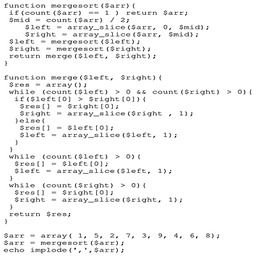 function mergesort($arr){
if(count($arr) == 1 ) return $arr;
$mid = count($arr) / 2;
$left = array_slice($arr, 0, $mid);
$right = array_slice($arr, $mid);
$left = mergesort($left);
$right = mergesort($right);
return merge($left, $right);
}
function merge($left, $right){
$res = array();
while (count($left) > 0 && count($right) > 0){
if($left[0] > $right[0]){
$res[] = $right[0];
$right = array_slice($right , 1);
}else{
$res[] = $left[0];
$left = array_slice($left, 1);
}
}
while (count($left) > 0){
$res[] = $left[0];
$left = array_slice($left, 1);
}
while (count($right) > 0){
$res[] = $right[0];
$right = array_slice($right, 1);
}
return $res;
}
$arr = array( 1, 5, 2, 7, 3, 9, 4, 6, 8);
$arr = mergesort($arr);
echo implode(",",$arr);